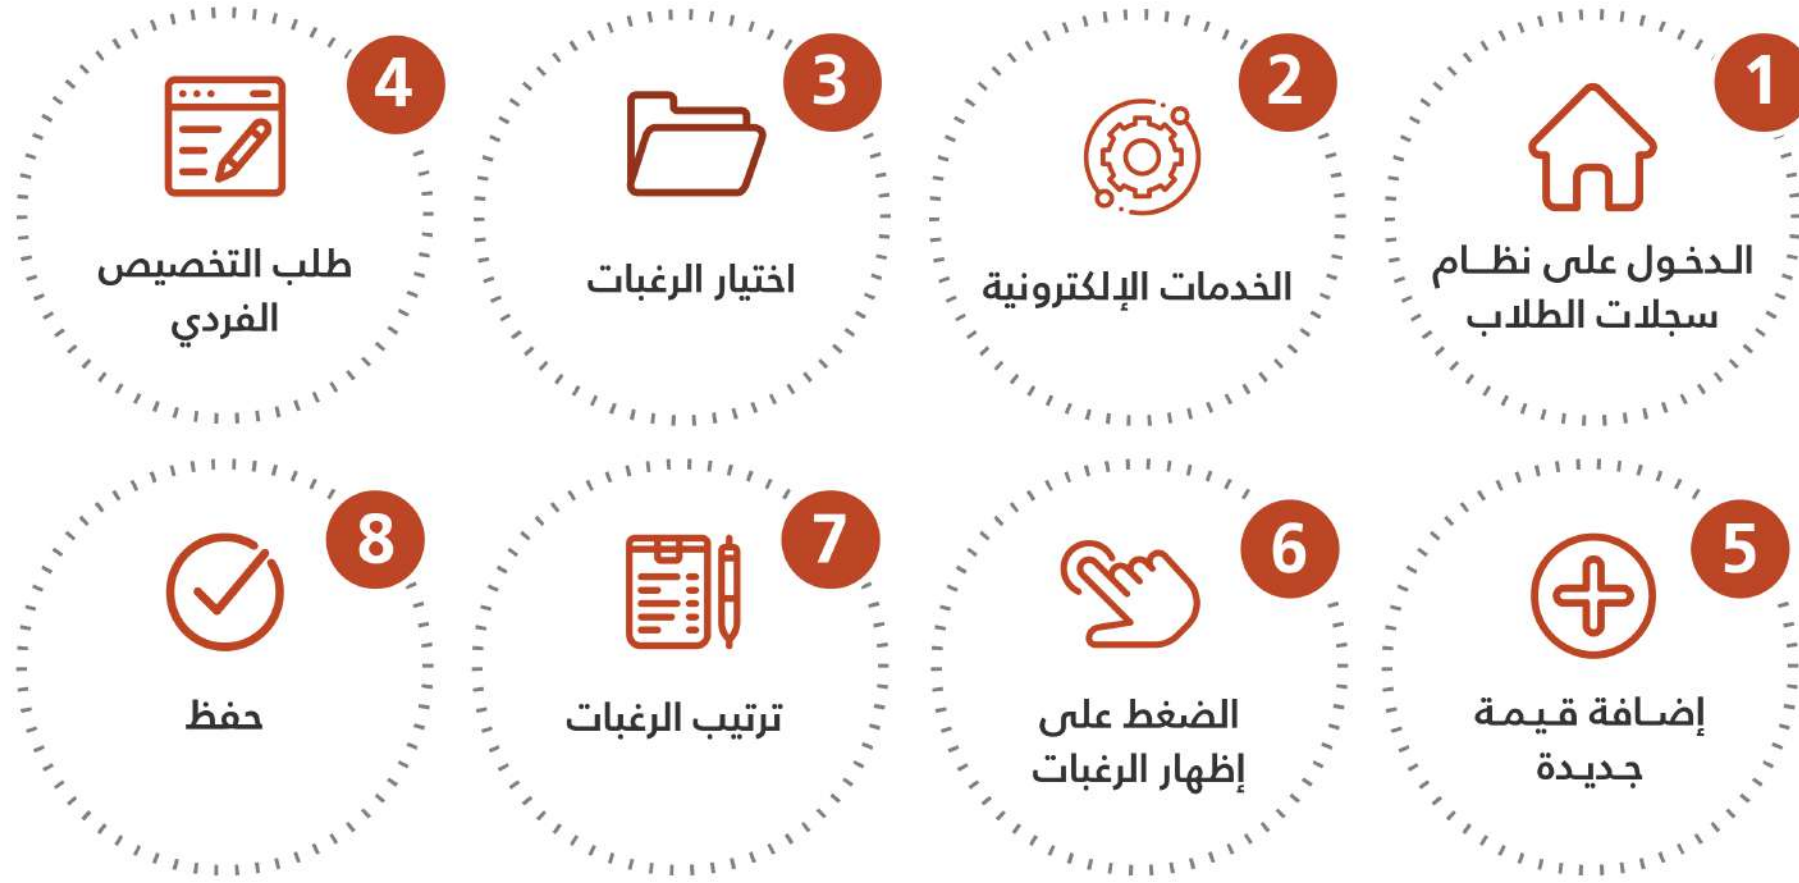 1
الدخول على نظام
سجلات الطلاب
2
الخدمات الإلكترونية
3
اختيار الرغبات
4
طلب التخصيص
الفردي
5
إضافة قيمة
جديدة
6
الضغط على
إظهار الرغبات
7
ترتيب الرغبات
8
حفظ